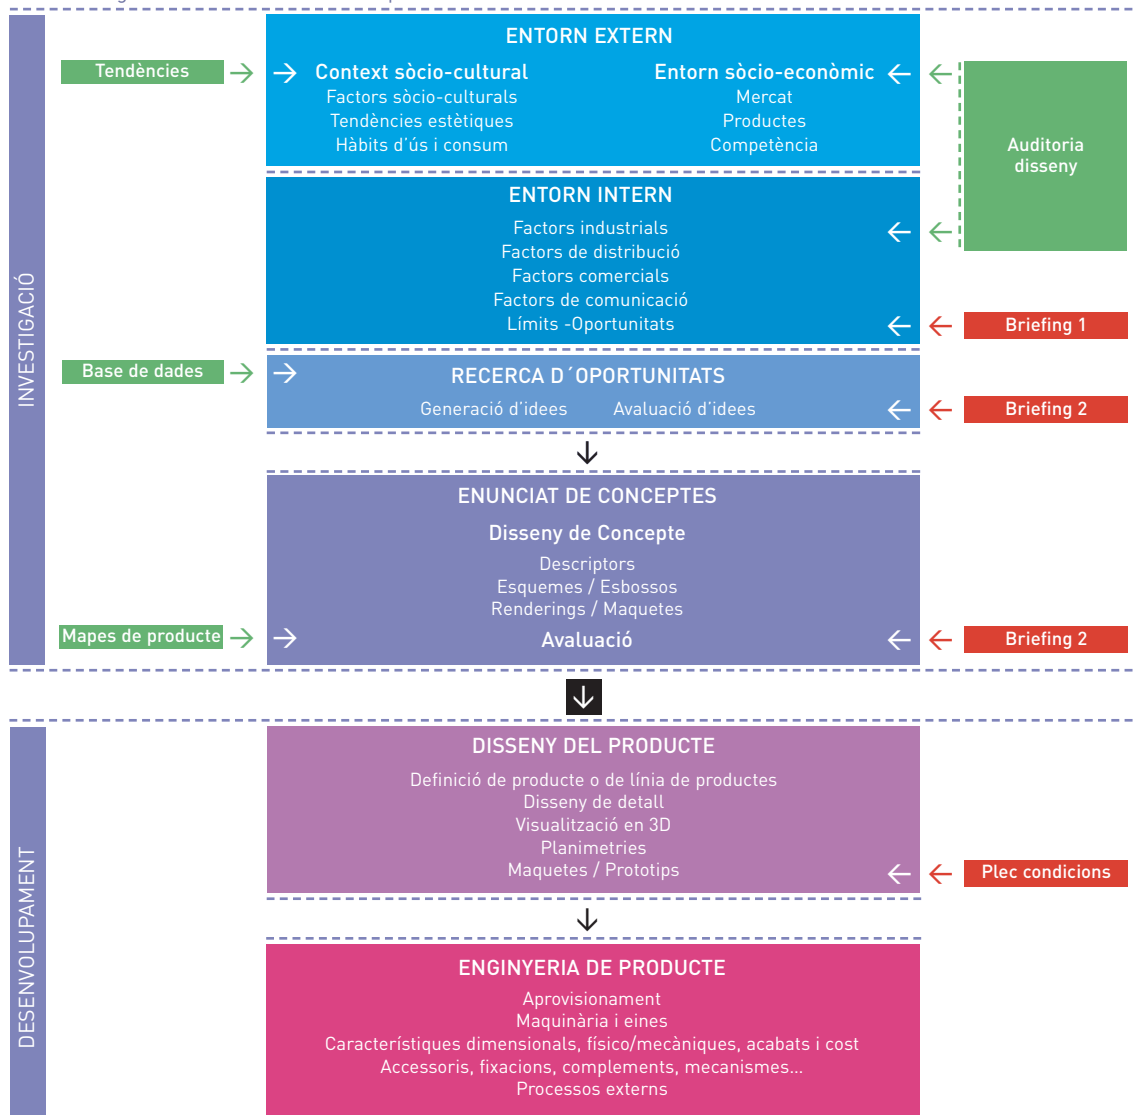 ENTORN EXTERN
Tendències
Context sòcio-cultural
Factors sòcio-culturals
Tendències estètiques
Hàbits d'ús i consum
Entorn sòcio-econòmic
Mercat
Productes
Competència
Auditoria
disseny
INVESTIGACIÓ
ENTORN INTERN
Factors industrials
Factors de distribució
Factors comercials
Factors de comunicació
Límits -Oportunitats
Briefing 1
Base de dades
RECERCA D´OPORTUNITATS
Generació d'idees
Avaluació d'idees
Briefing 2
ENUNCIAT DE CONCEPTES
Disseny de Concepte
Descriptors
Esquemes / Esbossos
Renderings / Maquetes
Mapes de producte
Avaluació
Briefing 2
DESENVOLUPAMENT
DISSENY DEL PRODUCTE
Definició de producte o de línia de productes
Disseny de detall
Visualització en 3D
Planimetries
Maquetes / Prototips
Plec condicions
ENGINYERIA DE PRODUCTE
Aprovisionament
Maquinària i eines
Característiques dimensionals, físico/mecàniques, acabats i cost
Accessoris, fixacions, complements, mecanismes...
Processos externs